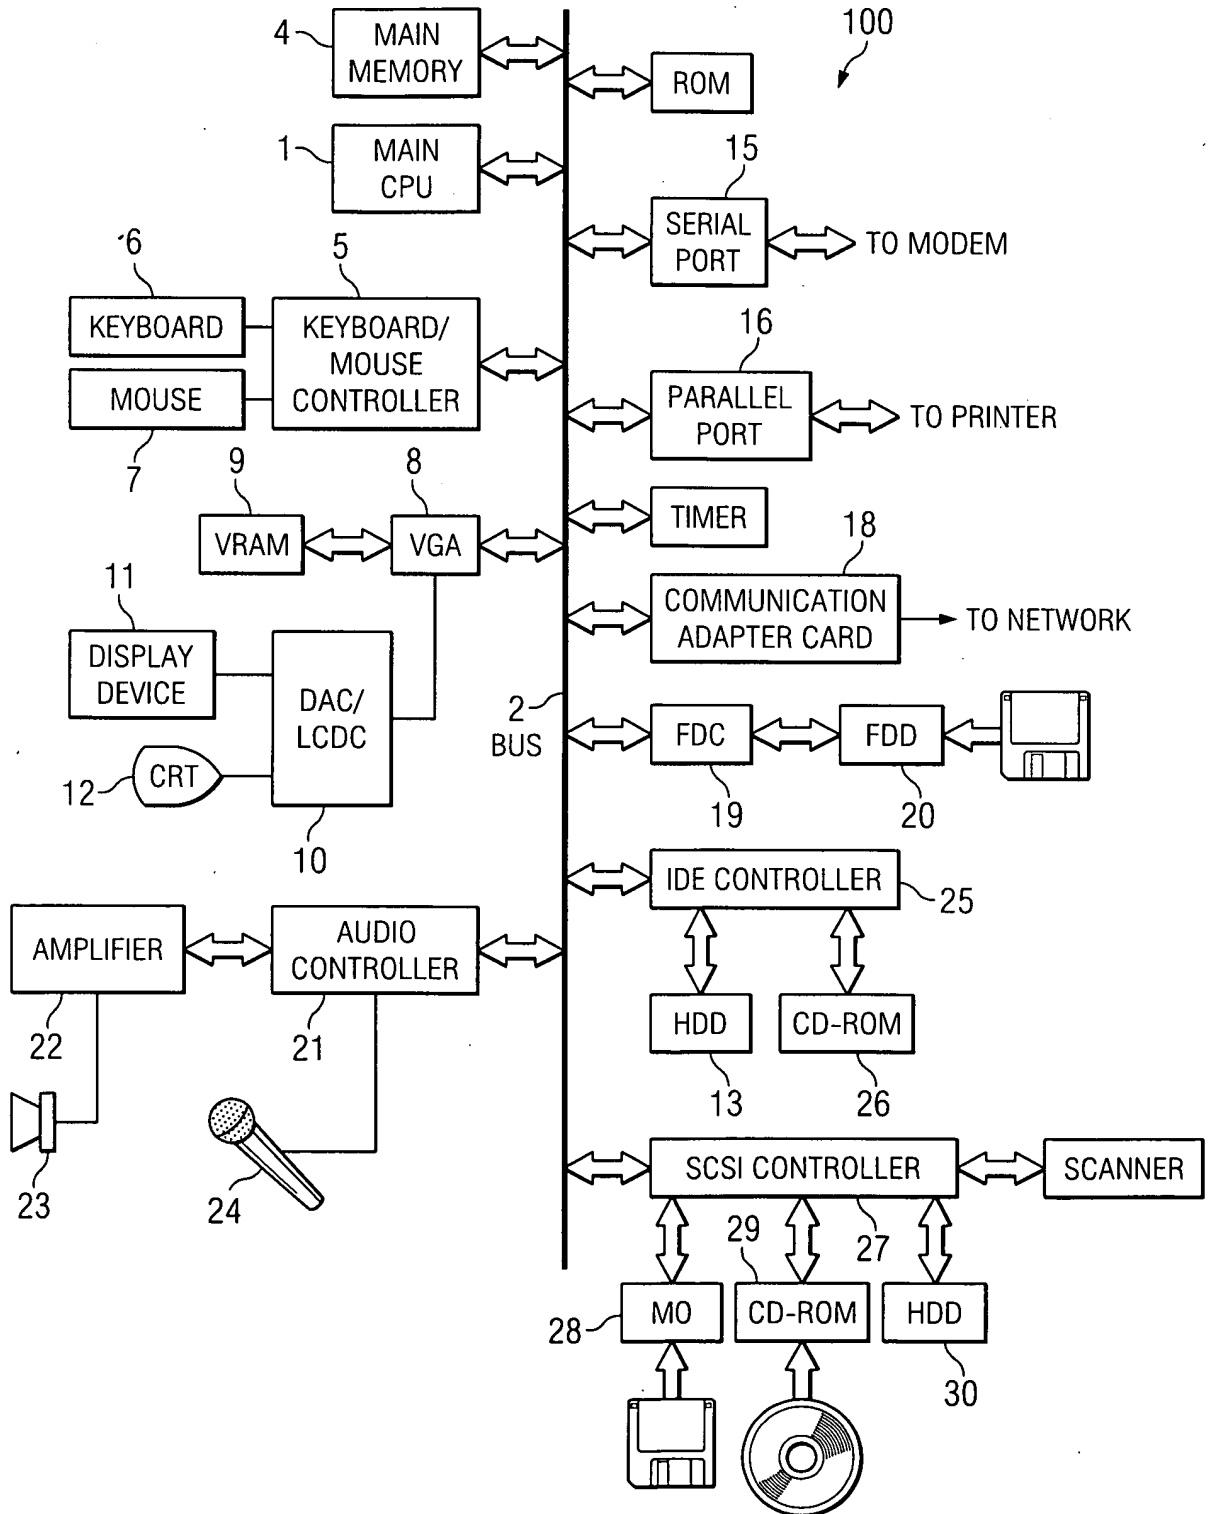 100
4
MAIN
MEMORY
ROM
1
MAIN
CPU
15
SERIAL
PORT
TO MODEM
6
KEYBOARD
5
KEYBOARD/
MOUSE
CONTROLLER
MOUSE
7
16
PARALLEL
PORT
TO PRINTER
9
VRAM
8
VGA
TIMER
18
COMMUNICATION
ADAPTER CARD
TO NETWORK
11
DISPLAY
DEVICE
DAC/
LCDC
12
CRT
10
2
BUS
FDC
19
FDD
20
IDE CONTROLLER
25
AMPLIFIER
22
AUDIO
CONTROLLER
21
HDD
13
CD-ROM
26
23
24
SCSI CONTROLLER
27
SCANNER
28
MO
29
CD-ROM
HDD
30